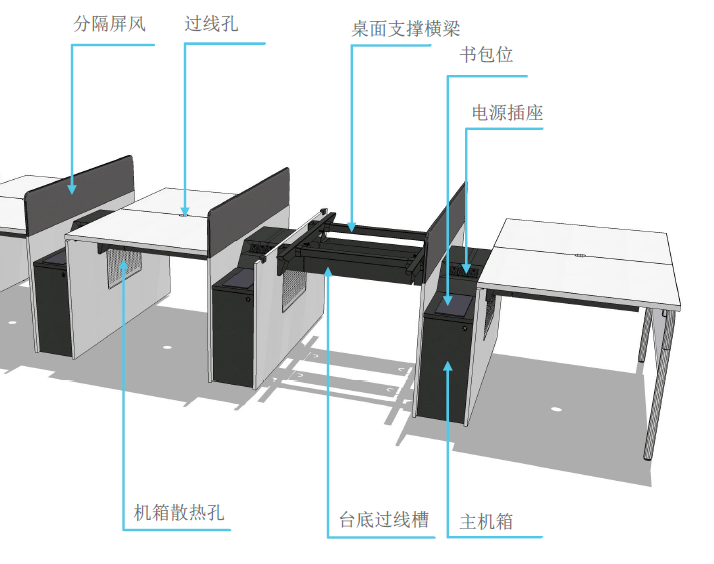 分隔屏风
过线孔
桌面支撑横梁
书包位
电源插座
机箱散热孔
台底过线槽
主机箱